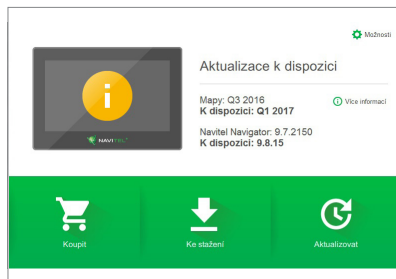 Možnosti
Aktualizace k dispozici
Mapy: Q3 2016
K dispozici: Q1 2017
Více informací
Navitel Navigator: 9.7.2150
K dispozici: 9.8.15
NAVITEL
Koupit
Ke stažení
Aktualizovat